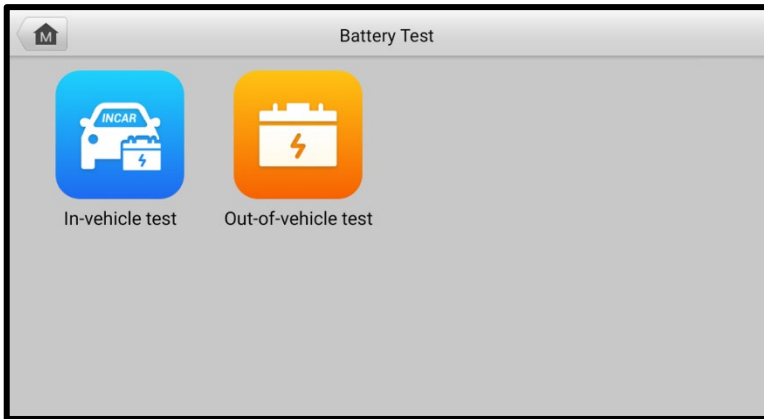 M
Battery Test
INCAR
In-vehicle test
Out-of-vehicle test